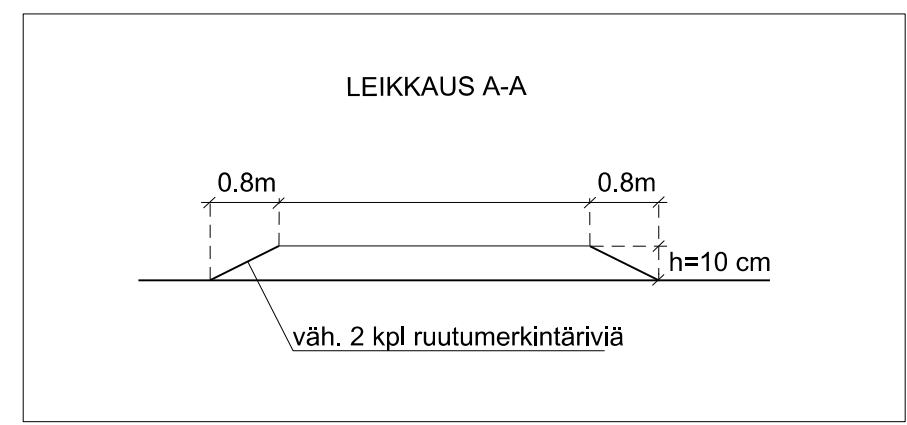 LEIKKAUS A-A
0.8m
0.8m
h=10 cm
väh. 2 kpl ruutumerkintäriviä